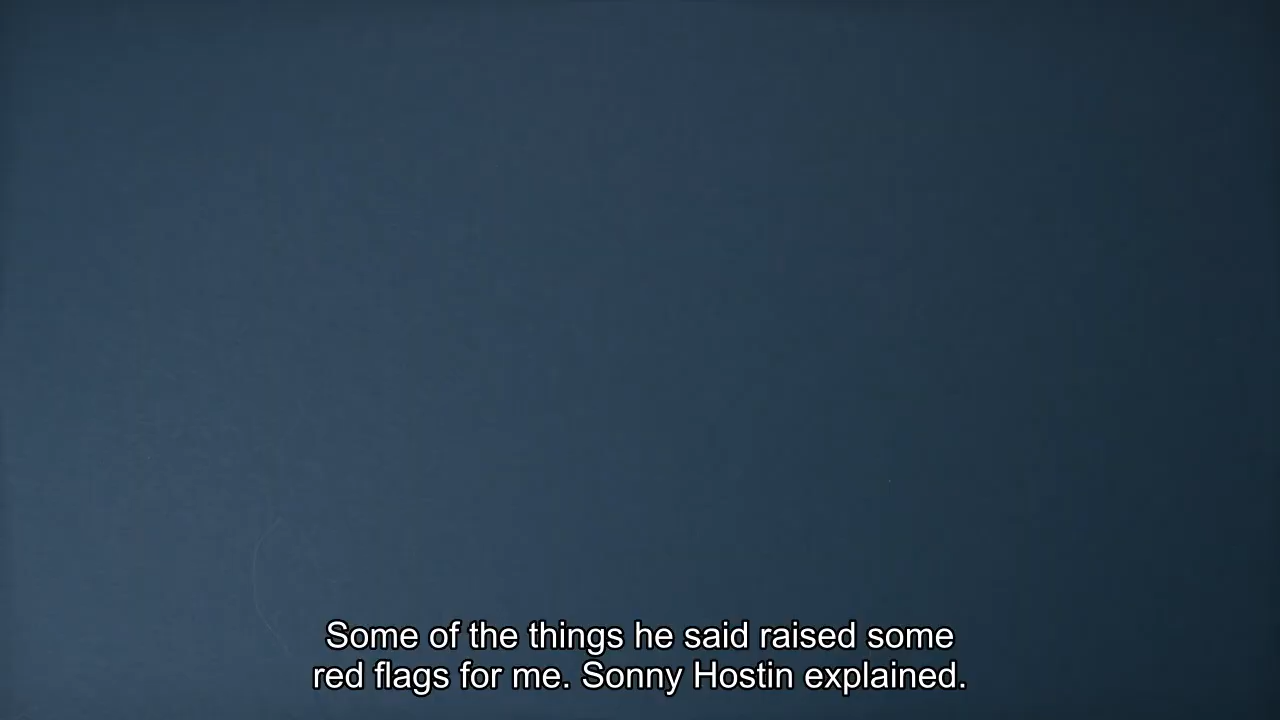 Some of the things he said raised some
red flags for me. Sonny Hostin explained.